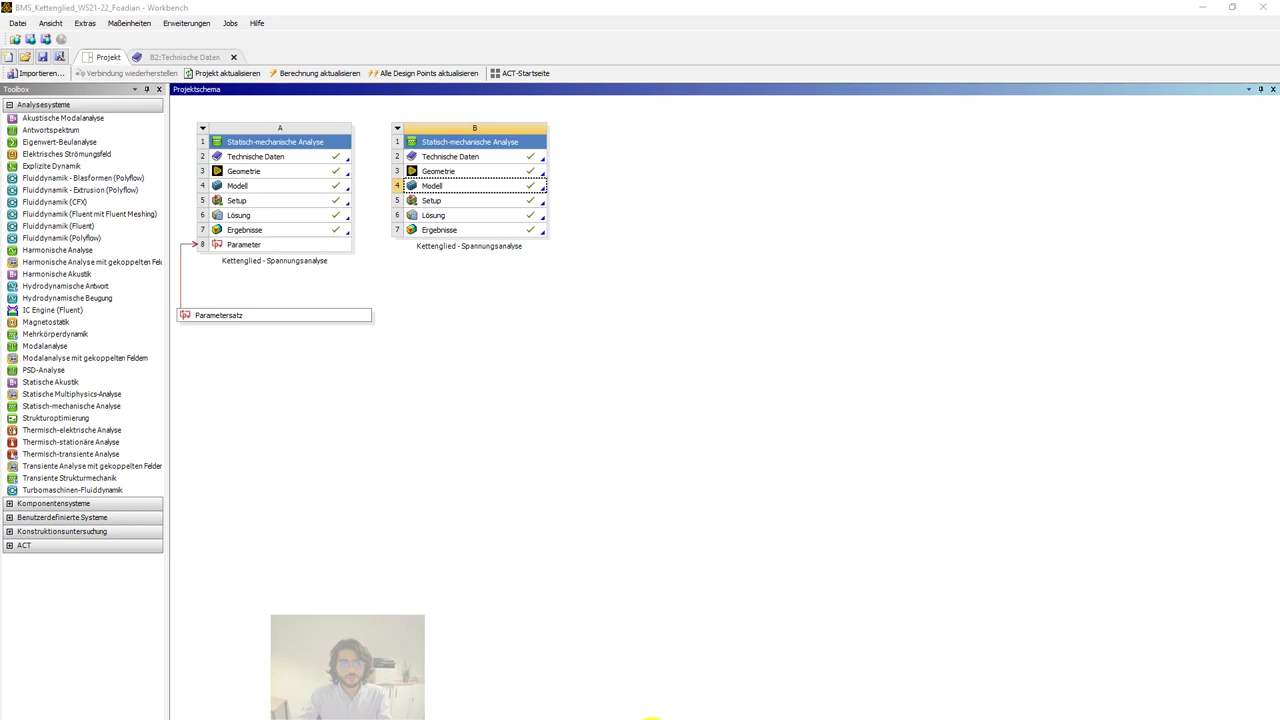 BMS_Kettenglied_WS21-22_Foadian - Workbench
Datei Ansicht Extras Maßeinheiten Erweiterungen Jobs Hilfe
Projekt B2:Technische Daten
Importieren... Verbindung wiederherstellen Projekt aktualisieren Berechnung aktualisieren Alle Design Points aktualisieren ACT-Startseite
Toolbox
Analysesysteme
Akustische Modalanalyse
Antwortspektrum
Eigenwert-Beulanalyse
Elektrisches Strömungsfeld
Explizite Dynamik
Fluiddynamik - Blasformen (Polyflow)
Fluiddynamik - Extrusion (Polyflow)
Fluiddynamik (CFX)
Fluiddynamik (Fluent mit Fluent Meshing)
Fluiddynamik (Fluent)
Fluiddynamik (Polyflow)
Harmonische Analyse
Harmonische Analyse mit gekoppelten Feld
Harmonische Akustik
Hydrodynamische Antwort
Hydrodynamische Beugung
IC Engine (Fluent)
Magnetostatik
Mehrkörperdynamik
Modalanalyse
Modalanalyse mit gekoppelten Feldern
PSD-Analyse
Statische Akustik
Statische Multiphysics-Analyse
Statisch-mechanische Analyse
Strukturoptimierung
Thermisch-elektrische Analyse
Thermisch-stationäre Analyse
Thermisch-transiente Analyse
Transiente Analyse mit gekoppelten Felder
Transiente Strukturmechanik
Turbomaschinen-Fluiddynamik
Komponentensysteme
Benutzerdefinierte Systeme
Konstruktionsuntersuchung
ACT
Projektschema
A
1 Statisch-mechanische Analyse
2 Technische Daten
3 Geometrie
4 Modell
5 Setup
6 Lösung
7 Ergebnisse
8 Parameter
Kettenglied - Spannungsanalyse
Parametersatz
B
1 Statisch-mechanische Analyse
2 Technische Daten
3 Geometrie
4 Modell
5 Setup
6 Lösung
7 Ergebnisse
Kettenglied - Spannungsanalyse